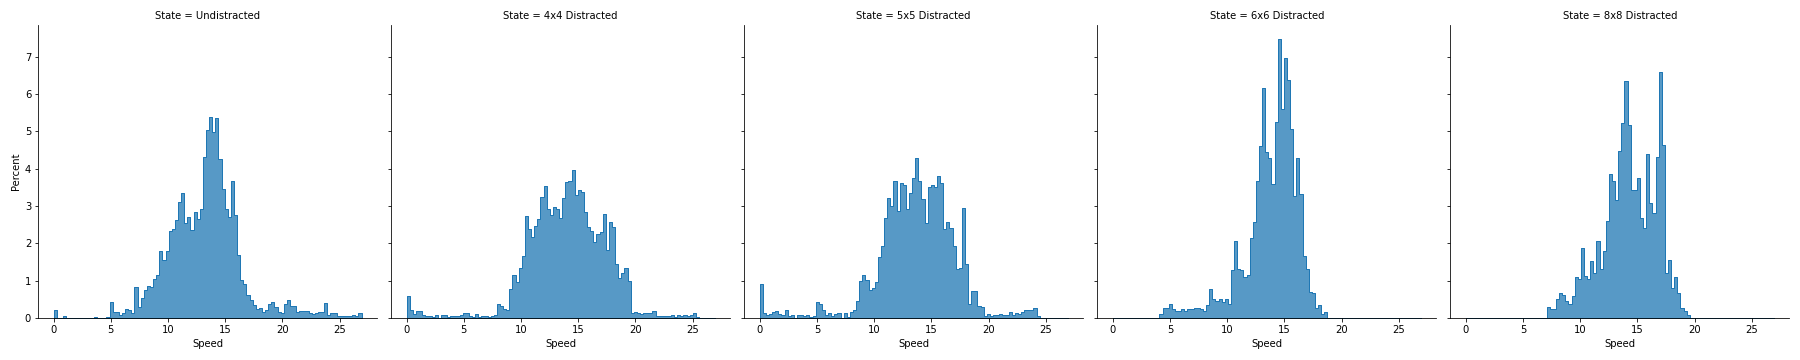 State = Undistracted
State = 4x4 Distracted
State = 5x5 Distracted
State = 6x6 Distracted
State = 8x8 Distracted
Percent
7
6
5
4
3
2
1
0
0 5 10 15 20 25
0 5 10 15 20 25
0 5 10 15 20 25
0 5 10 15 20 25
0 5 10 15 20 25
Speed
Speed
Speed
Speed
Speed